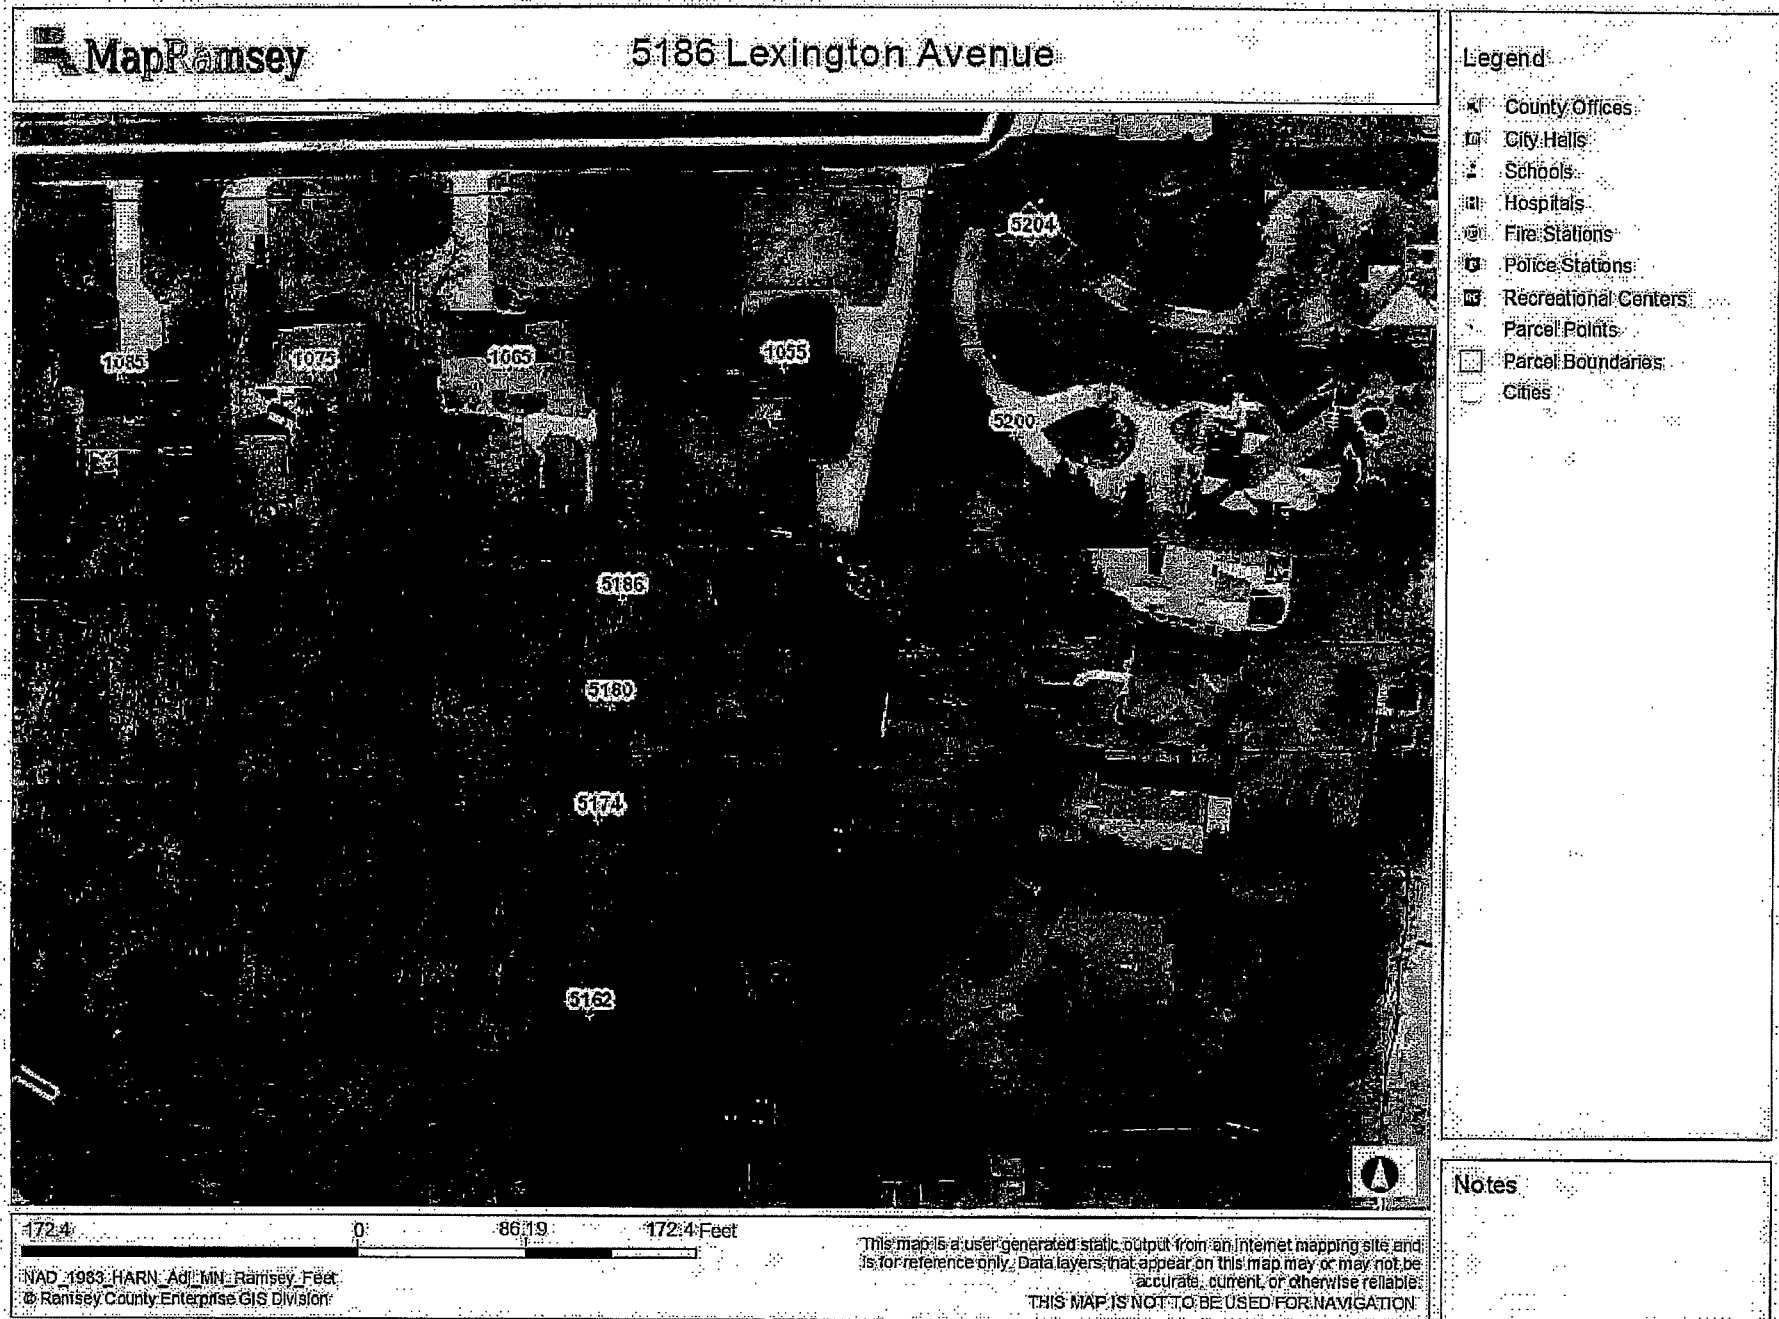 MapRamsey
5186 Lexington Avenue
Legend
County Offices
City Halls
Schools
Hospitals
Fire Stations
Police Stations
Recreational Centers
Parcel Points
Parcel Boundaries
Cities
5204
1085
1075
1065
1055
5200
5186
5180
5174
5162
Notes
172.4 0 86.19 172.4 Feet
NAD_1983_HARN_Adj_MN_Ramsey_Feet
© Ramsey County Enterprise GIS Division
This map is a user generated static output from an Internet mapping site and
is for reference only. Data layers that appear on this map may or may not be
accurate, current, or otherwise reliable.
THIS MAP IS NOT TO BE USED FOR NAVIGATION